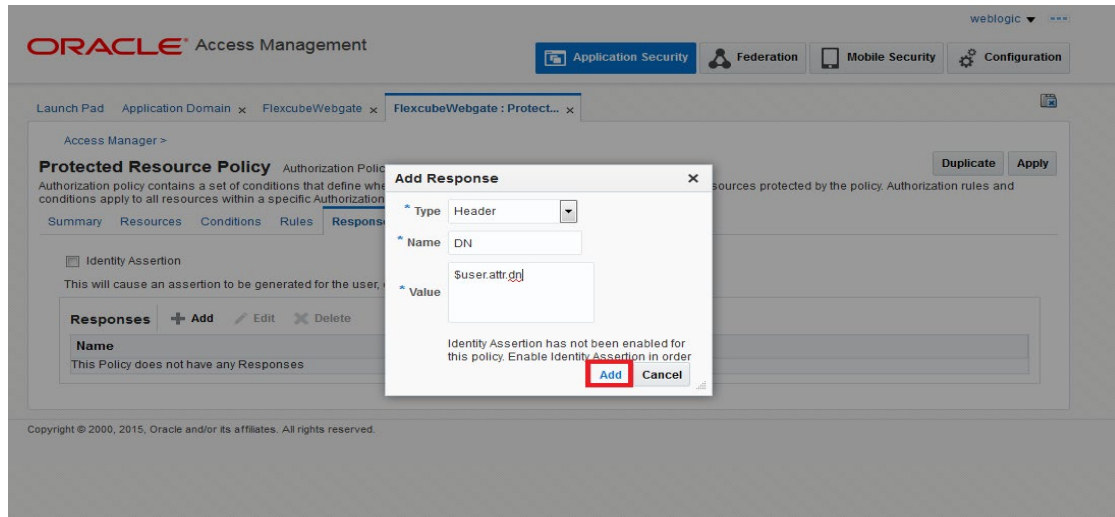 weblogic
ORACLE Access Management
Application Security
Federation
Mobile Security
Configuration
Launch Pad
Application Domain
FlexcubeWebgate
FlexcubeWebgate : Protect...
Access Manager >
Protected Resource Policy Authorization Polic
Duplicate
Apply
Authorization policy contains a set of conditions that define whe
sources protected by the policy. Authorization rules and
conditions apply to all resources within a specific Authorization
Summary
Resources
Conditions
Rules
Respons
Identity Assertion
This will cause an assertion to be generated for the user,
Responses
Add
Edit
Delete
Name
This Policy does not have any Responses
Add Response
* Type Header
* Name DN
* Value $user.attr.dn
Identity Assertion has not been enabled for
this policy. Enable Identity Assertion in order
Add
Cancel
Copyright © 2000, 2015, Oracle and/or its affiliates. All rights reserved.